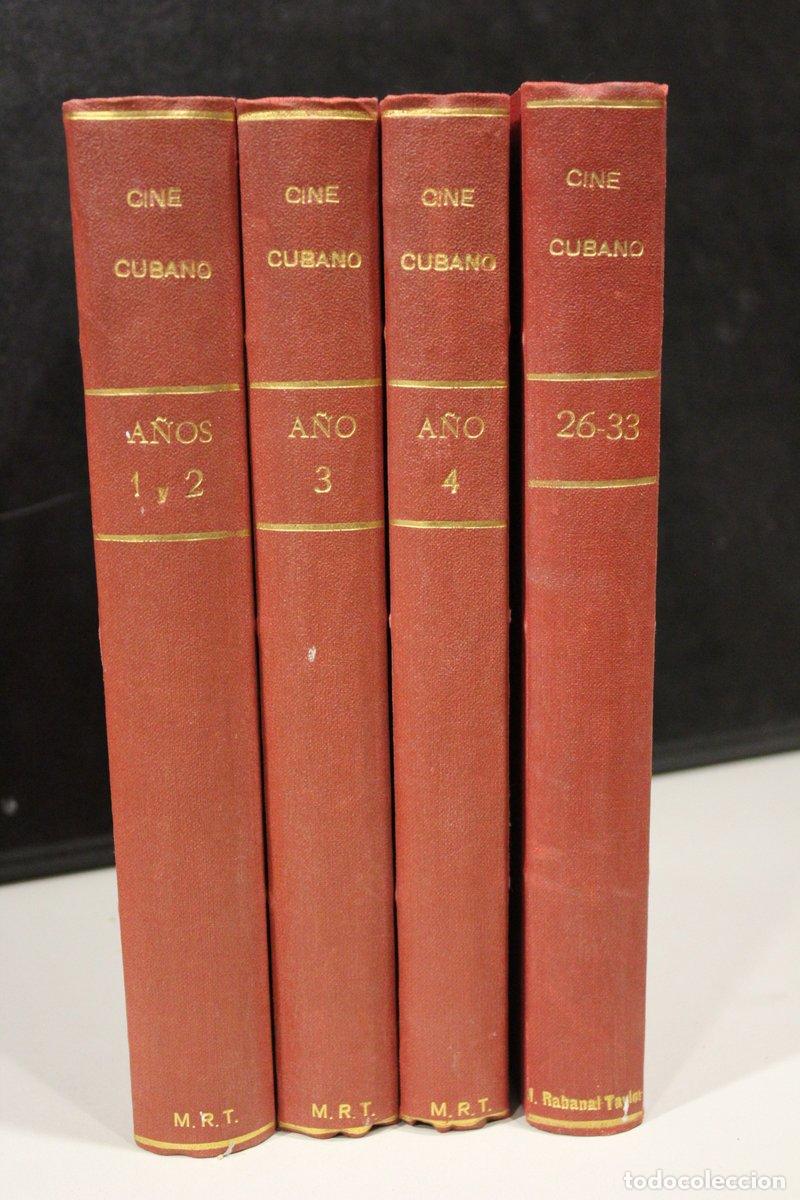 CINE
CUBANO
AÑOS
1 y 2
M.R.T.
CINE
CUBANO
AÑO
3
M.R.T.
CINE
CUBANO
AÑO
4
M.R.T.
CINE
CUBANO
26-33
Rabanal Taylor
todocoleccion